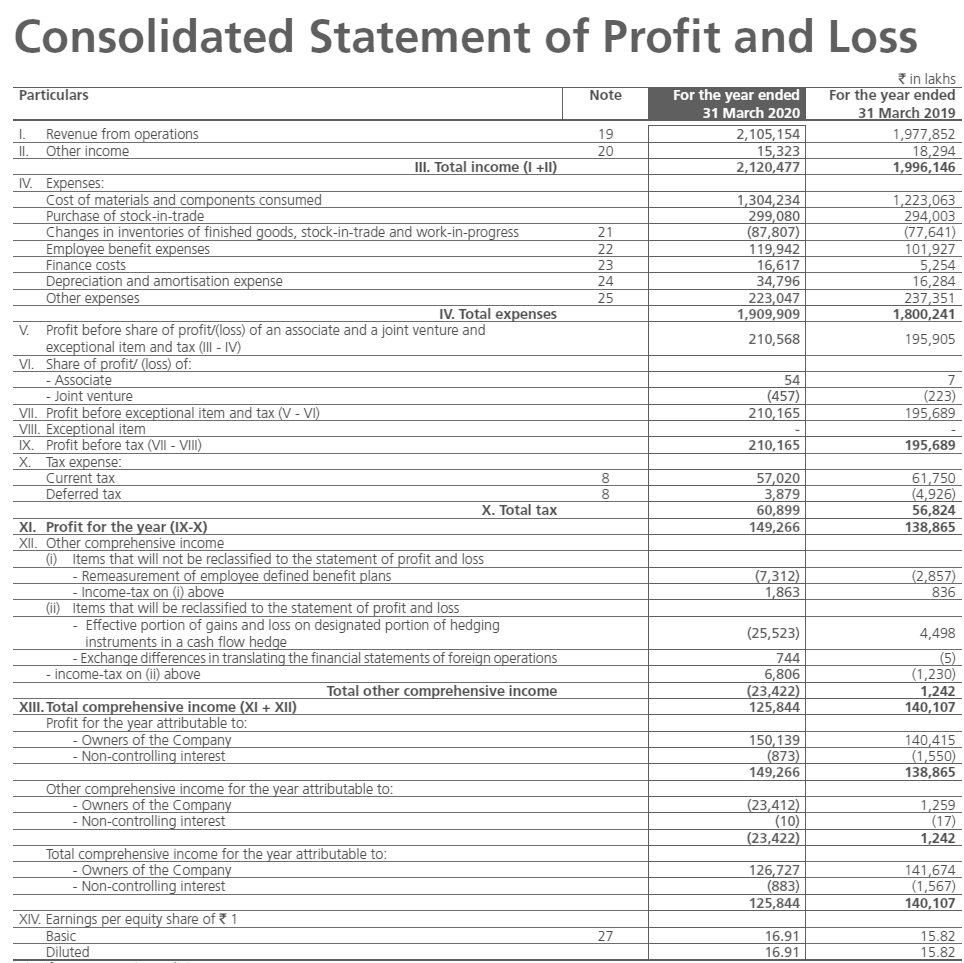 Consolidated Statement of Profit and Loss
₹ in lakhs
Particulars Note For the year ended 31 March 2020 For the year ended 31 March 2019
I. Revenue from operations 19 2,105,154 1,977,852
II. Other income 20 15,323 18,294
III. Total income (I +II) 2,120,477 1,996,146
IV. Expenses:
Cost of materials and components consumed 1,304,234 1,223,063
Purchase of stock-in-trade 299,080 294,003
Changes in inventories of finished goods, stock-in-trade and work-in-progress 21 (87,807) (77,641)
Employee benefit expenses 22 119,942 101,927
Finance costs 23 16,617 5,254
Depreciation and amortisation expense 24 34,796 16,284
Other expenses 25 223,047 237,351
IV. Total expenses 1,909,909 1,800,241
V. Profit before share of profit/(loss) of an associate and a joint venture and
exceptional item and tax (III - IV) 210,568 195,905
VI. Share of profit/ (loss) of:
- Associate 54 7
- Joint venture (457) (223)
VII. Profit before exceptional item and tax (V - VI) 210,165 195,689
VIII. Exceptional item - -
IX. Profit before tax (VII - VIII) 210,165 195,689
X. Tax expense:
Current tax 8 57,020 61,750
Deferred tax 8 3,879 (4,926)
X. Total tax 60,899 56,824
XI. Profit for the year (IX-X) 149,266 138,865
XII. Other comprehensive income
(i) Items that will not be reclassified to the statement of profit and loss
- Remeasurement of employee defined benefit plans (7,312) (2,857)
- Income-tax on (i) above 1,863 836
(ii) Items that will be reclassified to the statement of profit and loss
- Effective portion of gains and loss on designated portion of hedging
instruments in a cash flow hedge (25,523) 4,498
- Exchange differences in translating the financial statements of foreign operations 744 (5)
- income-tax on (ii) above 6,806 (1,230)
Total other comprehensive income (23,422) 1,242
XIII. Total comprehensive income (XI + XII) 125,844 140,107
Profit for the year attributable to:
- Owners of the Company 150,139 140,415
- Non-controlling interest (873) (1,550)
149,266 138,865
Other comprehensive income for the year attributable to:
- Owners of the Company (23,412) 1,259
- Non-controlling interest (10) (17)
(23,422) 1,242
Total comprehensive income for the year attributable to:
- Owners of the Company 126,727 141,674
- Non-controlling interest (883) (1,567)
125,844 140,107
XIV. Earnings per equity share of ₹ 1
Basic 27 16.91 15.82
Diluted 16.91 15.82